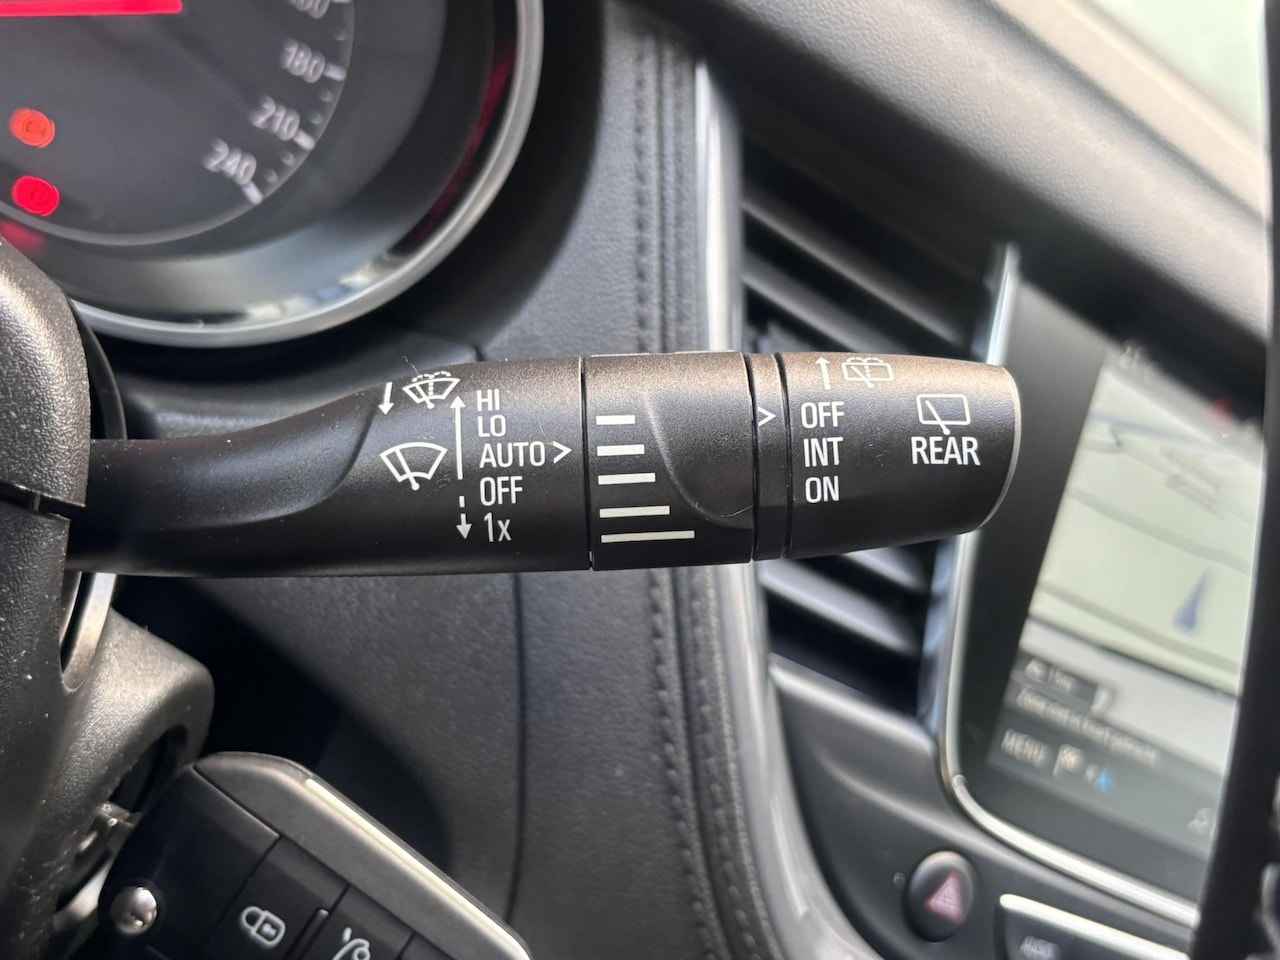 180
210
240
HI
LO
AUTO >
OFF
1x
> OFF
INT
ON
REAR
MENU